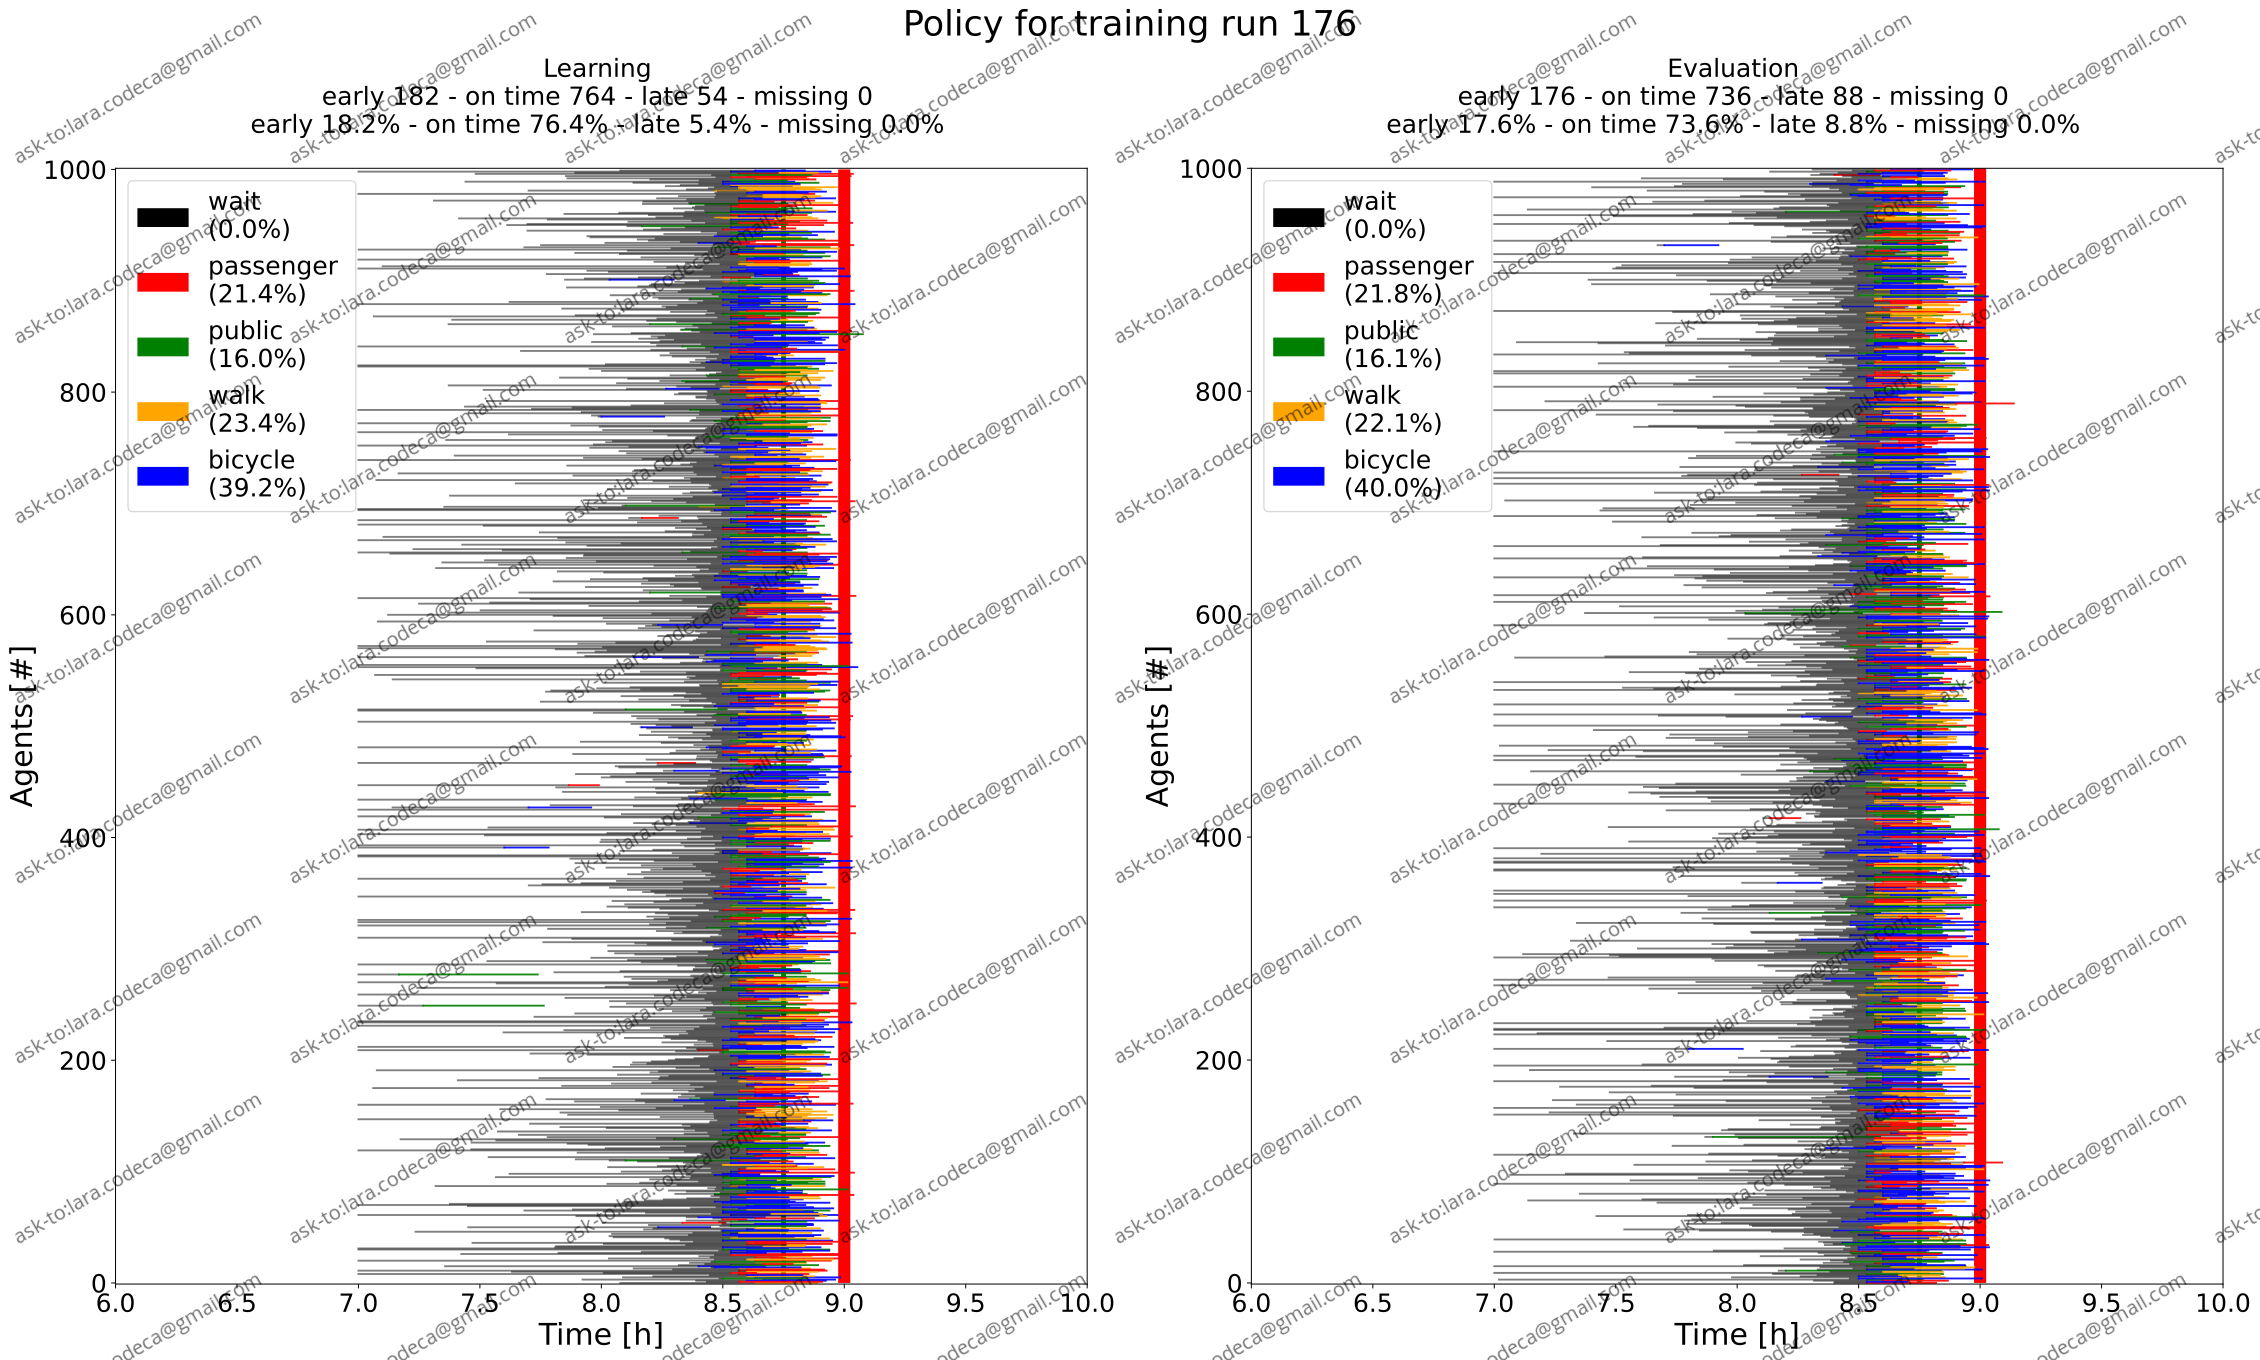 Policy for training run 176
Learning
early 182 - on time 764 - late 54 - missing 0
early 18.2% - on time 76.4% - late 5.4% - missing 0.0%
1000
800
600
400
200
0
Agents [#]
wait
(0.0%)
passenger
(21.4%)
public
(16.0%)
walk
(23.4%)
bicycle
(39.2%)
6.0 6.5 7.0 7.5 8.0 8.5 9.0 9.5 10.0
Time [h]
Evaluation
early 176 - on time 736 - late 88 - missing 0
early 17.6% - on time 73.6% - late 8.8% - missing 0.0%
1000
800
600
400
200
0
Agents [#]
wait
(0.0%)
passenger
(21.8%)
public
(16.1%)
walk
(22.1%)
bicycle
(40.0%)
6.0 6.5 7.0 7.5 8.0 8.5 9.0 9.5 10.0
Time [h]
ask-to:lara.codeca@gmail.com